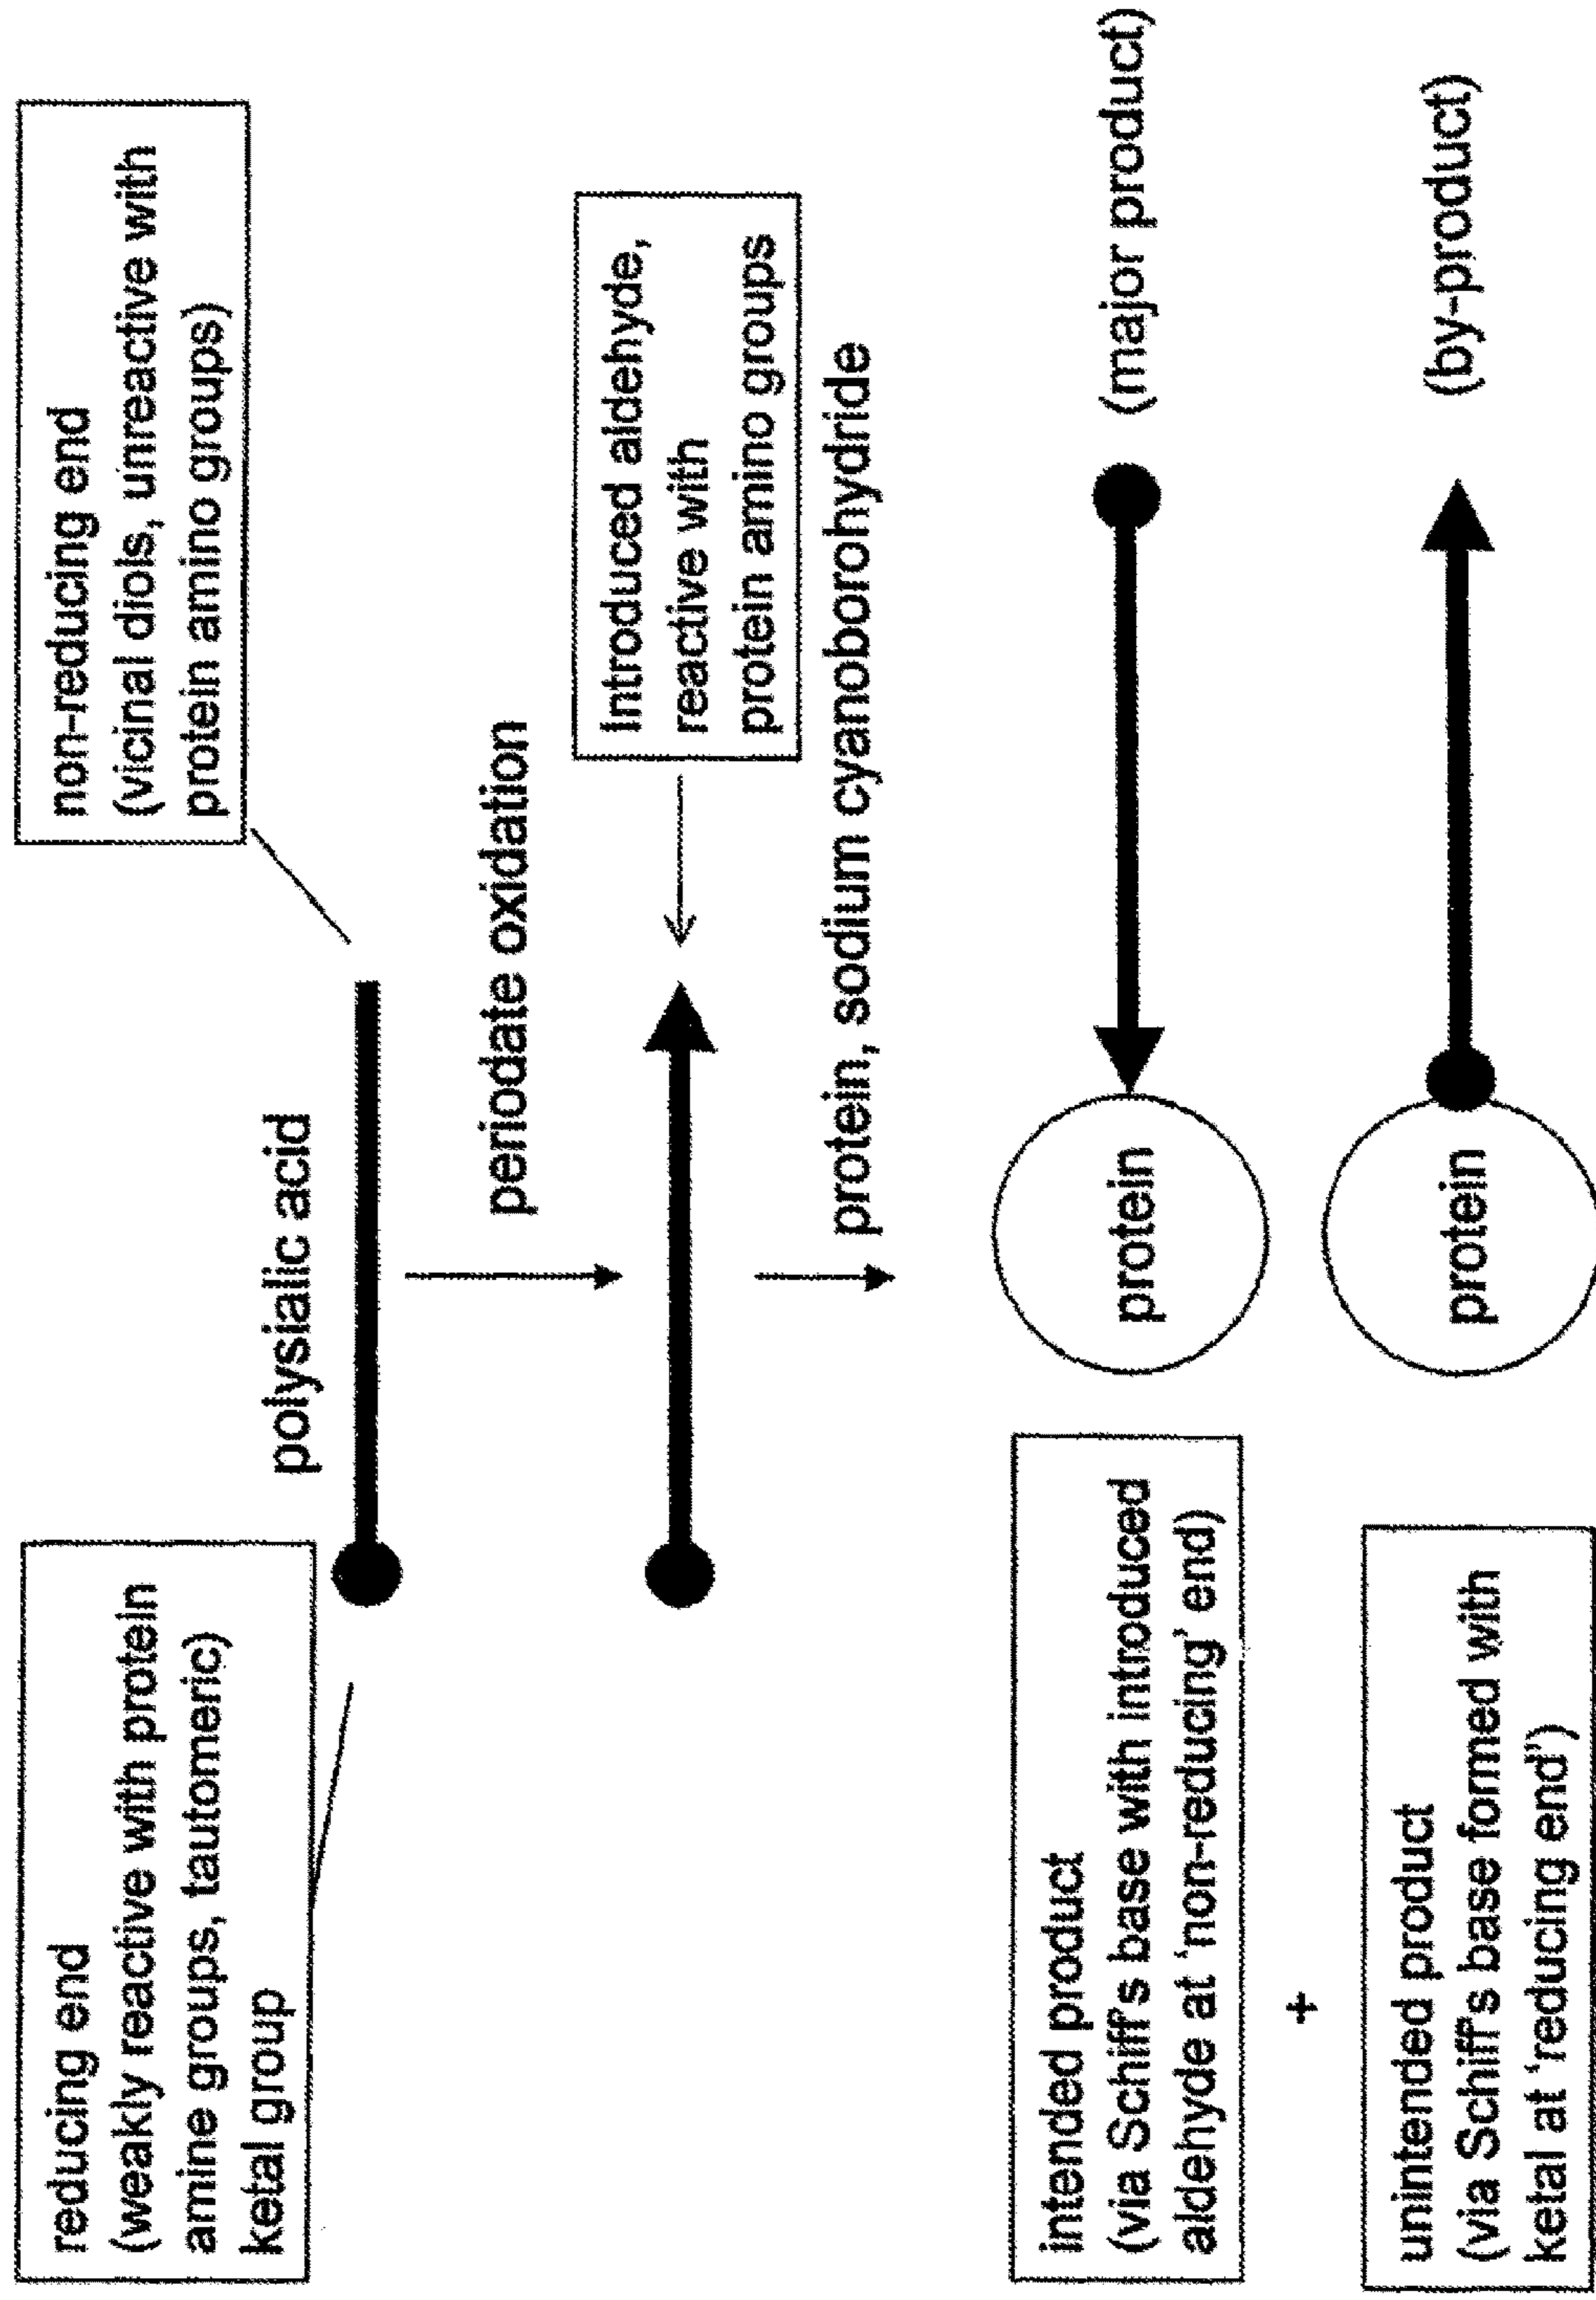 reducing end
(weakly reactive with protein
amine groups, tautomeric)
ketal group
non-reducing end
(vicinal diols, unreactive with
protein amino groups)
polysialic acid
periodate oxidation
Introduced aldehyde,
reactive with
protein amino groups
protein, sodium cyanoborohydride
intended product
(via Schiff's base with introduced
aldehyde at 'non-reducing' end)
protein
(major product)
+
unintended product
(via Schiff's base formed with
ketal at 'reducing end')
protein
(by-product)